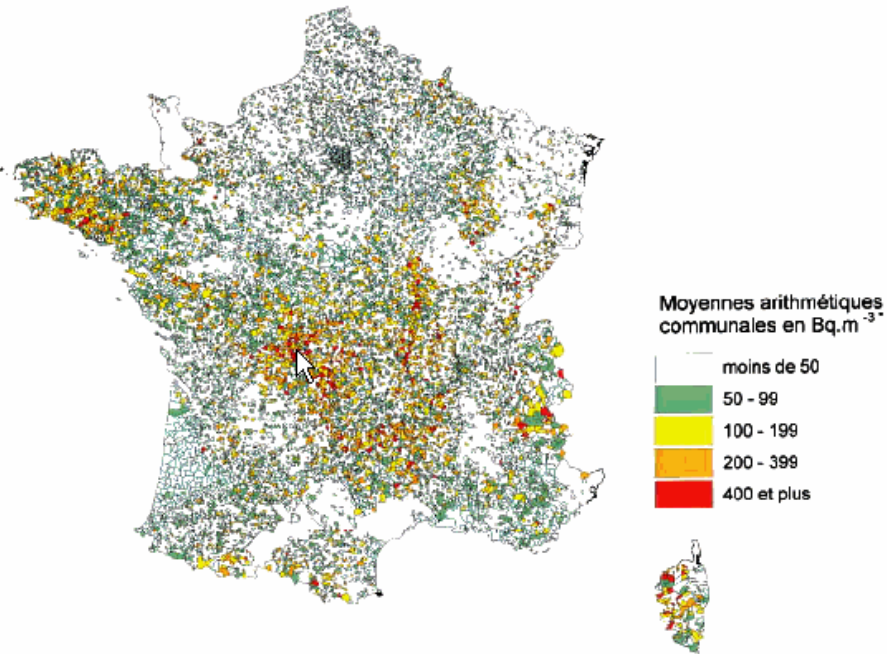 Moyennes arithmétiques
communales en Bq.m -3*
moins de 50
50 - 99
100 - 199
200 - 399
400 et plus